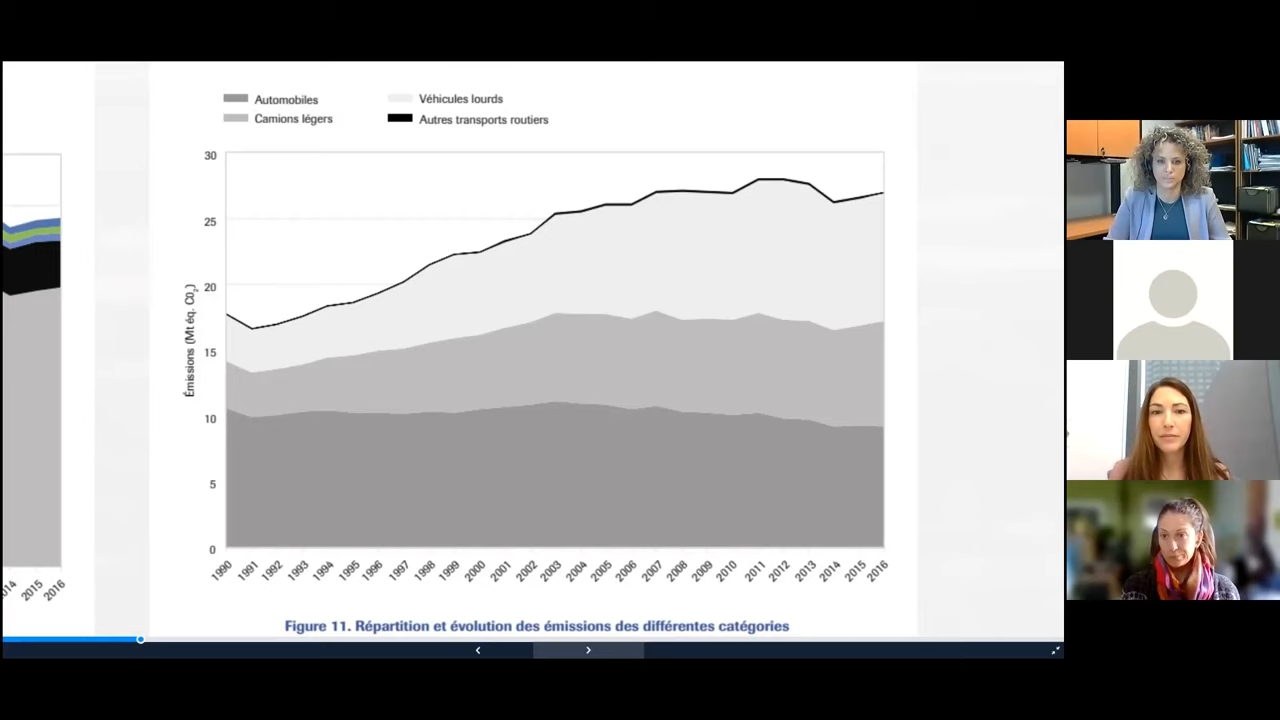 Automobiles
Véhicules lourds
Camions légers
Autres transports routiers
30
25
20
15
10
5
0
Émissions (Mt éq. C0₂)
1990 1991 1992 1993 1994 1995 1996 1997 1998 1999 2000 2001 2002 2003 2004 2005 2006 2007 2008 2009 2010 2011 2012 2013 2014 2015 2016
2015 2016
Figure 11. Répartition et évolution des émissions des différentes catégories